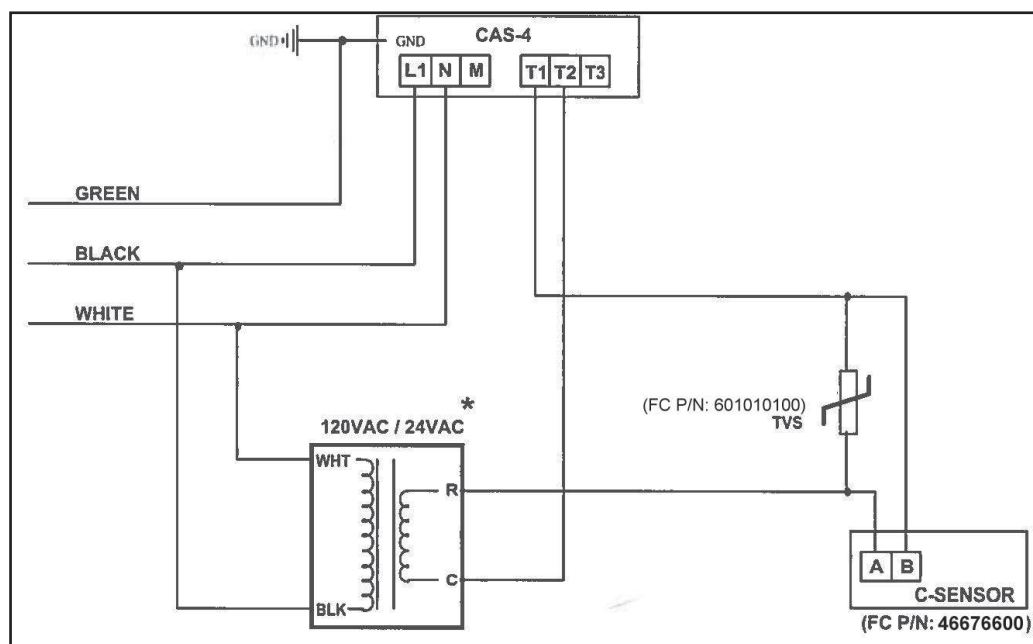 CAS-4
GND GND
L1 N M T1 T2 T3
GREEN
BLACK
WHITE
(FC P/N: 601010100)
TVS
*
120VAC / 24VAC
WHT
R
C
BLK
A B
C-SENSOR
(FC P/N: 46676600)